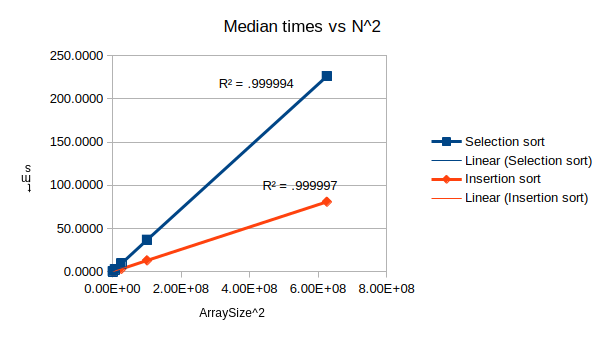 Median times vs N^2
250.0000
200.0000
150.0000
100.0000
50.0000
0.0000
R² = .999994
R² = .999997
0.00E+00 2.00E+08 4.00E+08 6.00E+08 8.00E+08
ArraySize^2
Selection sort
Linear (Selection sort)
Insertion sort
Linear (Insertion sort)